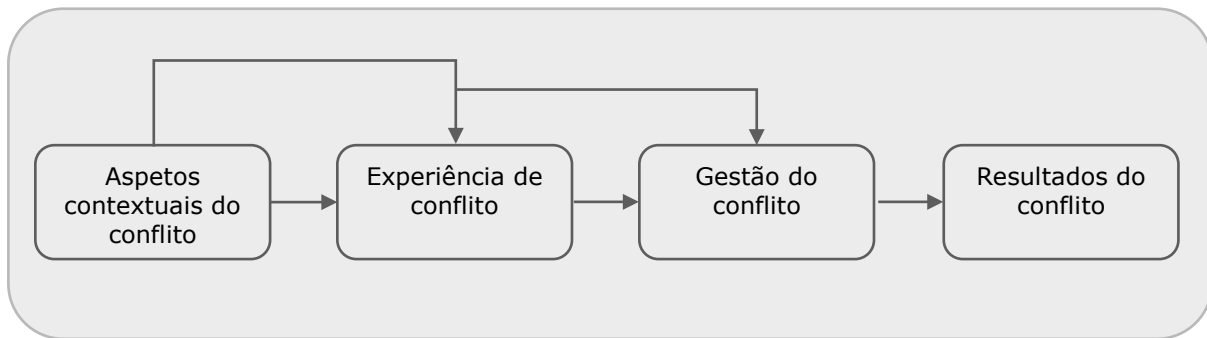 Aspetos
contextuais do
conflito
Experiência de
conflito
Gestão do
conflito
Resultados do
conflito